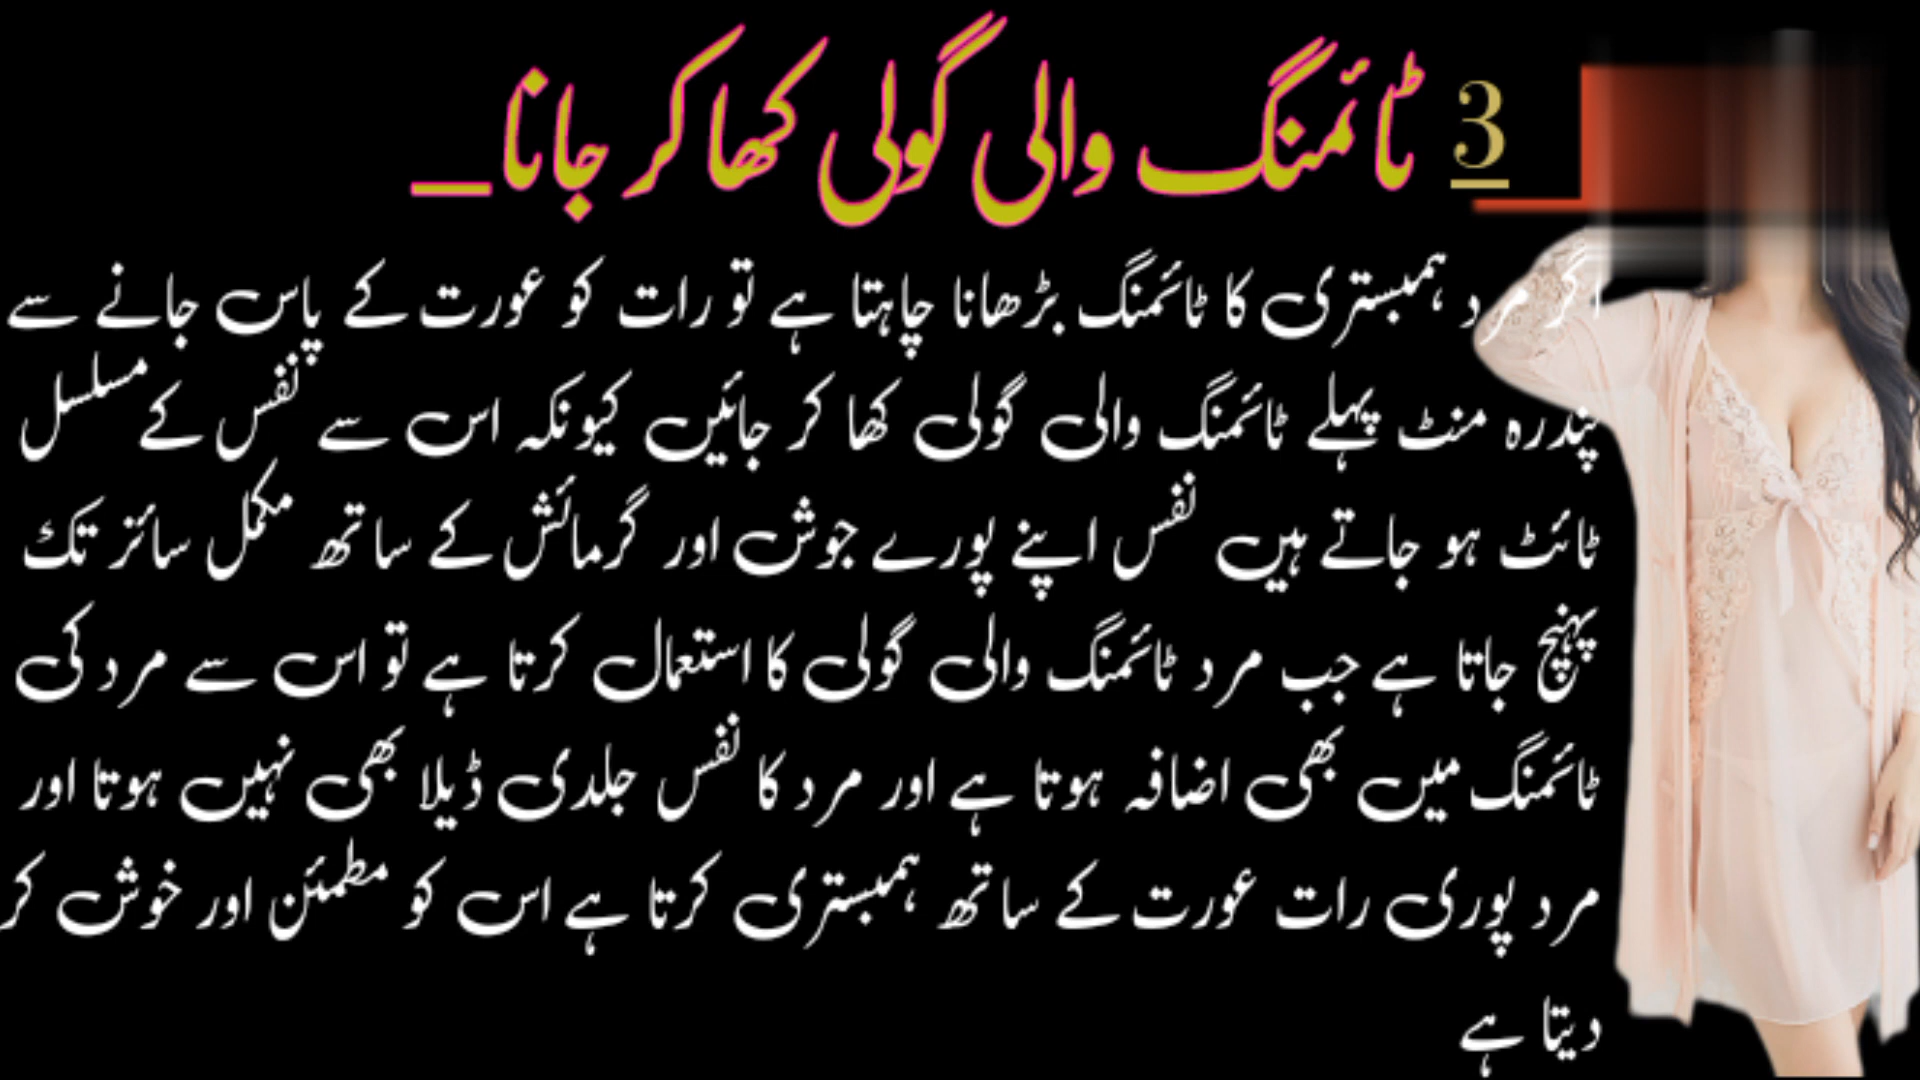 3 ٹائمنگ والی گولی کھا کر جانا_
اگر مرد ہمبستری کا ٹائمنگ بڑھانا چاہتا ہے تو رات کو عورت کے پاس جانے سے
پندرہ منٹ پہلے ٹائمنگ والی گولی کھا کر جائیں کیونکہ اس سے نفس کے مسلسل
ٹائٹ ہو جاتے ہیں نفس اپنے پورے جوش اور گرمائش کے ساتھ مکمل سائز تک
پہنچ جاتا ہے جب مرد ٹائمنگ والی گولی کا استعمال کرتا ہے تو اس سے مرد کی
ٹائمنگ میں بھی اضافہ ہوتا ہے اور مرد کا نفس جلدی ڈیلا بھی نہیں ہوتا اور
مرد پوری رات عورت کے ساتھ ہمبستری کرتا ہے اس کو مطمئن اور خوش کر
دیتا ہے